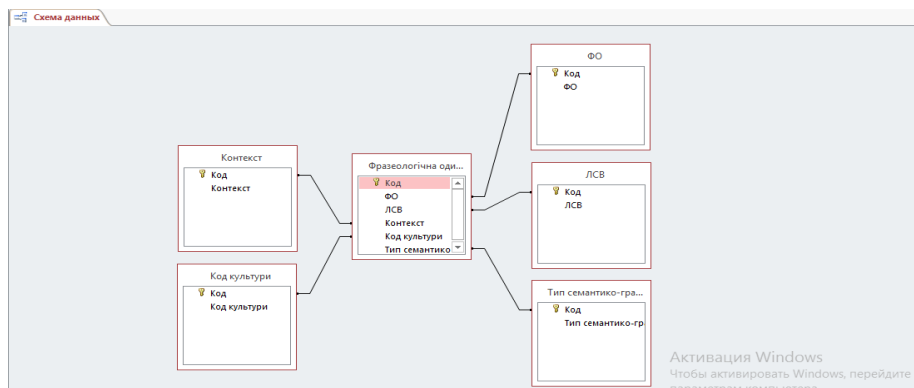 Схема данных
ФО
Код
ФО
Контекст
Код
Контекст
Фразеологічна оди...
Код
ФО
ЛСВ
Контекст
Код культури
Тип семантико
ЛСВ
Код
ЛСВ
Код культури
Код
Код культури
Тип семантико-гра...
Код
Тип семантико-гр
Активация Windows
Чтобы активировать Windows, перейдите